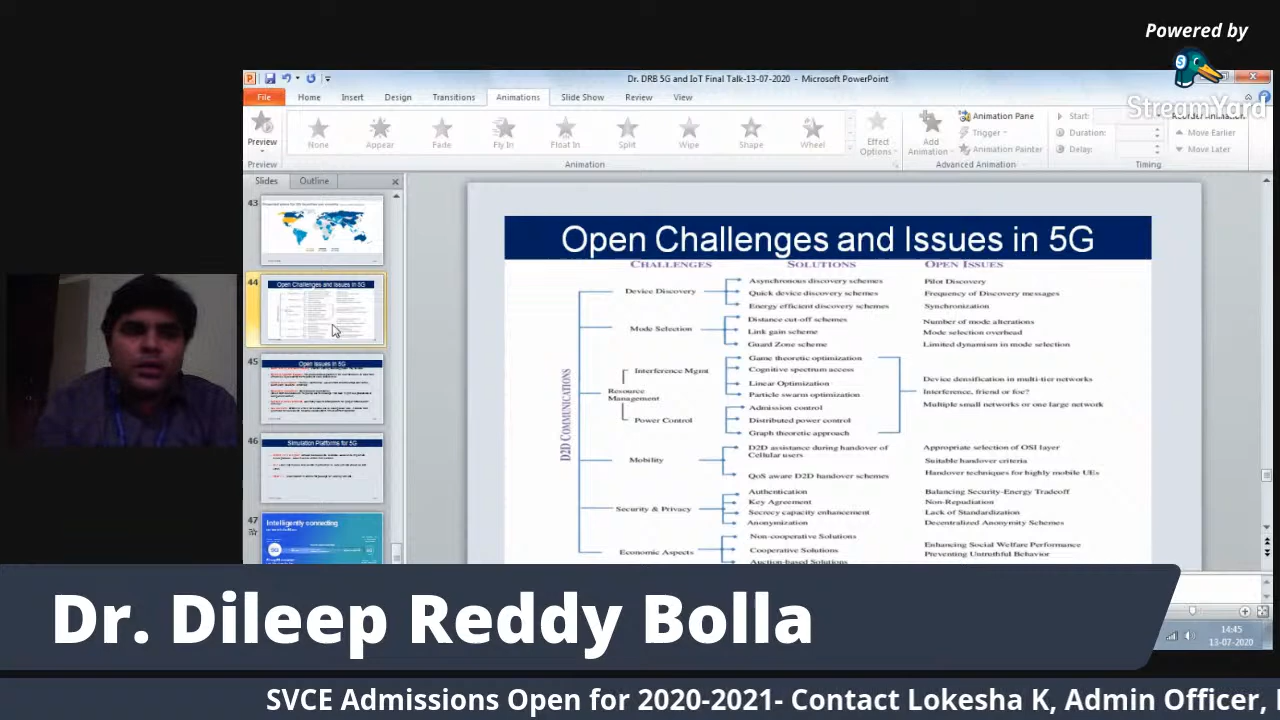 Powered by
StreamYard
Dr. DRB 5G and IoT Final Talk-13-07-2020 - Microsoft PowerPoint
File Home Insert Design Transitions Animations Slide Show Review View
Preview
None Appear Fade Fly In Float In Split Wipe Shape Wheel
Effect Options
Add Animation
Animation Pane
Trigger
Animation Painter
Start:
Duration:
Delay:
Move Earlier
Move Later
Preview Animation Advanced Animation Timing
Slides Outline
43
44
Open Challenges and Issues in 5G
45
Open Issues in 5G
46
Simulation Platforms for 5G
47
Intelligently connecting
Open Challenges and Issues in 5G
CHALLENGES SOLUTIONS OPEN ISSUES
D2D COMMUNICATIONS
Device Discovery
Asynchronous discovery schemes
Quick device discovery schemes
Energy efficient discovery schemes
Pilot Discovery
Frequency of Discovery messages
Synchronization
Mode Selection
Distance cut-off schemes
Link gain scheme
Guard Zone scheme
Number of mode alterations
Mode selection overhead
Limited dynamism in mode selection
Resource
Management
Interference Mgmt
Game theoretic optimization
Cognitive spectrum access
Linear Optimization
Particle swarm optimization
Power Control
Admission control
Distributed power control
Graph theoretic approach
Device densification in multi-tier networks
Interference, friend or foe?
Multiple small networks or one large network
Mobility
D2D assistance during handover of
Cellular users
QoS aware D2D handover schemes
Appropriate selection of OSI layer
Suitable handover criteria
Handover techniques for highly mobile UEs
Security & Privacy
Authentication
Key Agreement
Secrecy capacity enhancement
Anonymization
Balancing Security-Energy Tradeoff
Non-Repudiation
Lack of Standardization
Decentralized Anonymity Schemes
Economic Aspects
Non-cooperative Solutions
Cooperative Solutions
Auction-based Solutions
Enhancing Social Welfare Performance
Preventing Untruthful Behavior
14:45
13-07-2020
Dr. Dileep Reddy Bolla
SVCE Admissions Open for 2020-2021- Contact Lokesha K, Admin Officer,